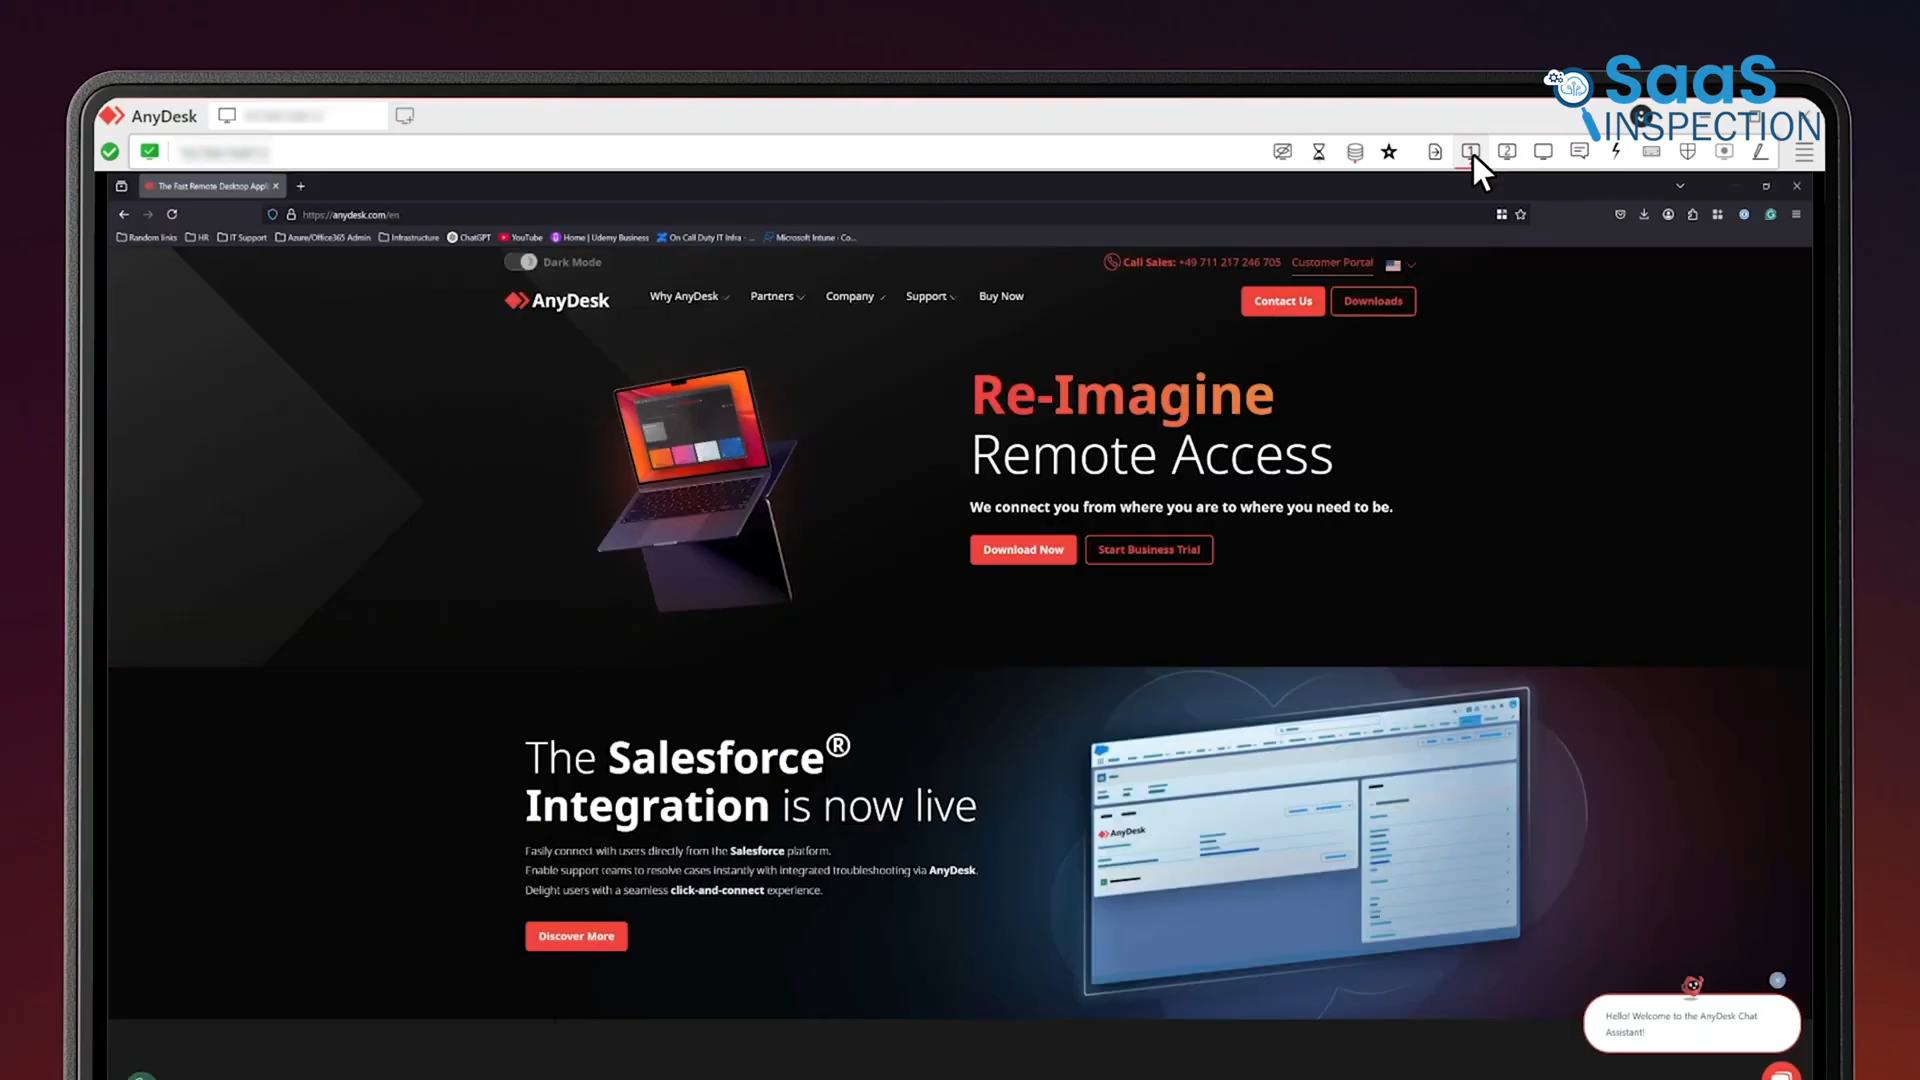 SaaS
INSPECTION
AnyDesk
1
2
The Fast Remote Desktop Appl
https://anydesk.com/en
Random links
HR
IT Support
Azure/Office365 Admin
Infrastructure
ChatGPT
YouTube
Home | Udemy Business
On Call Duty IT Infra - ...
Microsoft Intune - Co...
Dark Mode
Call Sales: +49 711 217 246 705
Customer Portal
AnyDesk
Why AnyDesk
Partners
Company
Support
Buy Now
Contact Us
Downloads
Re-Imagine
Remote Access
We connect you from where you are to where you need to be.
Download Now
Start Business Trial
The Salesforce®
Integration is now live
Easily connect with users directly from the Salesforce platform.
Enable support teams to resolve cases instantly with integrated troubleshooting via AnyDesk.
Delight users with a seamless click-and-connect experience.
Discover More
AnyDesk
Hello! Welcome to the AnyDesk Chat
Assistant!